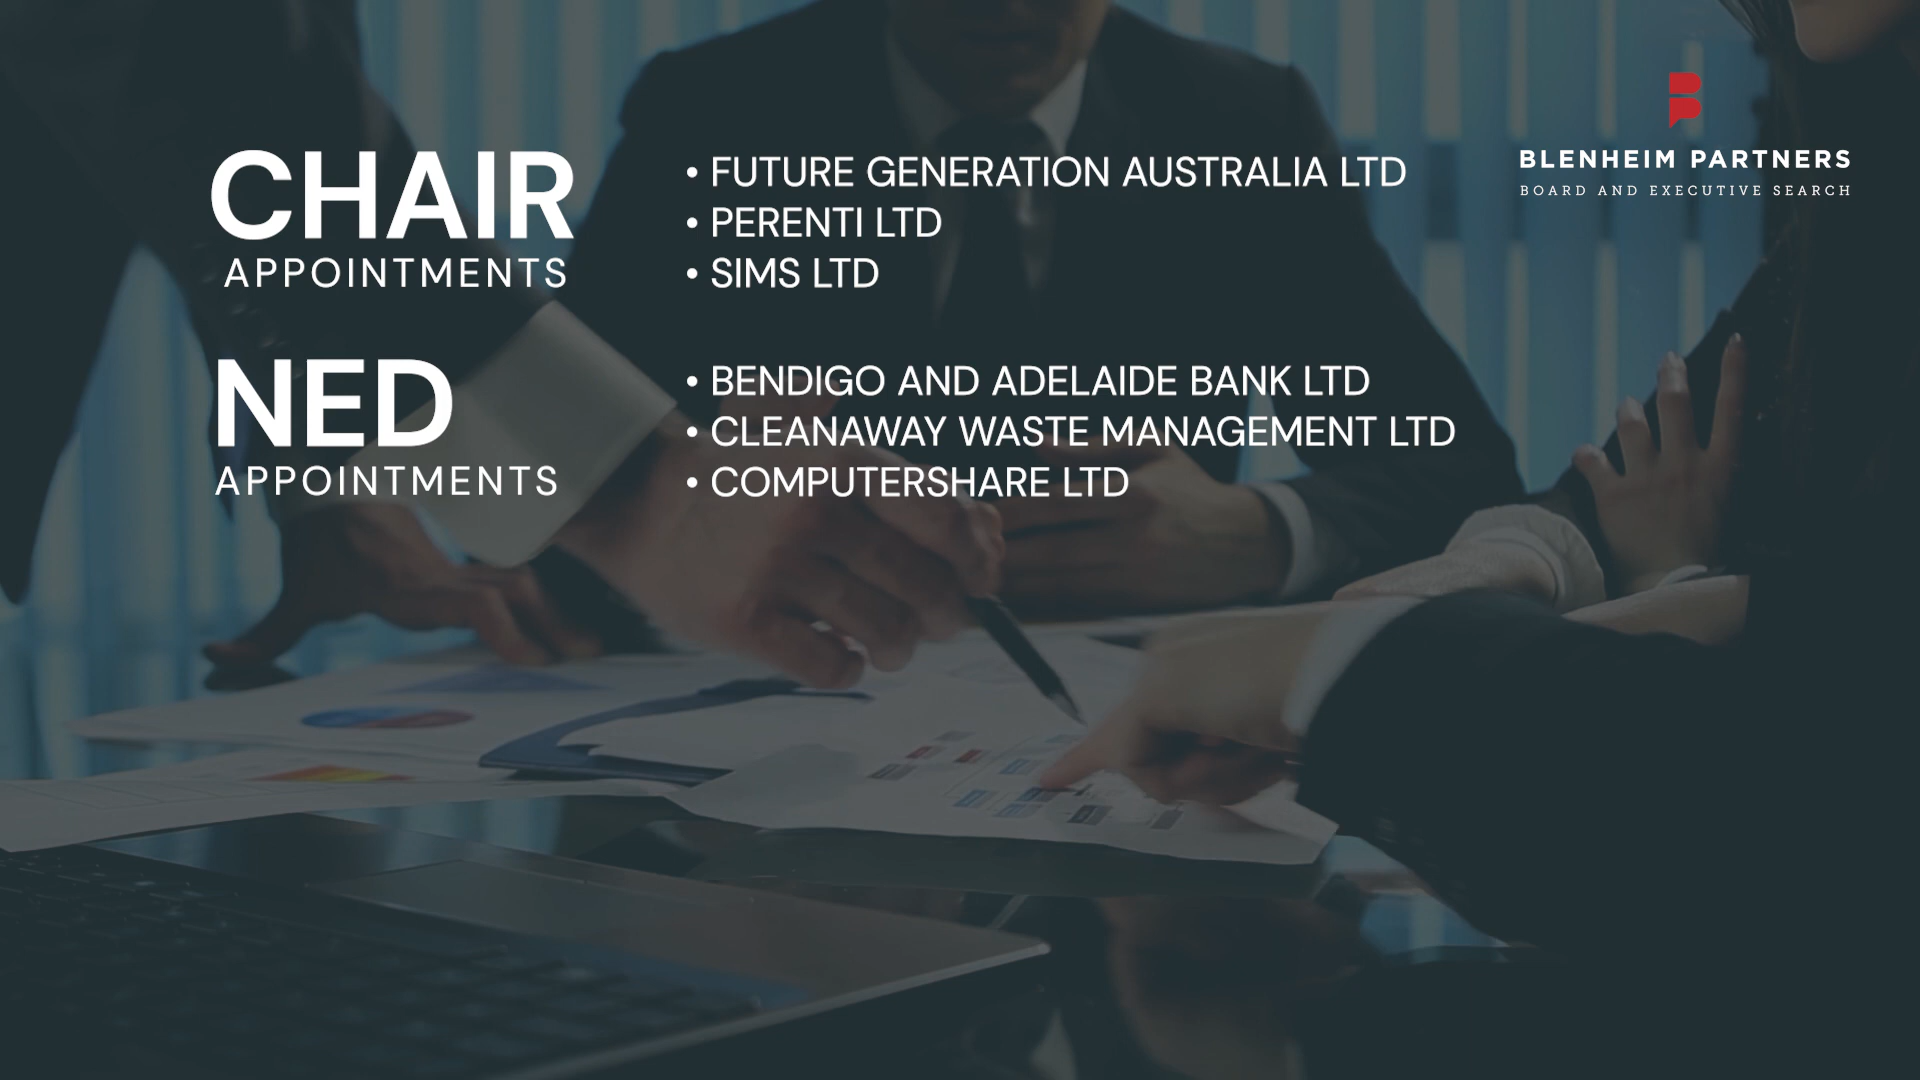 CHAIR
APPOINTMENTS
• FUTURE GENERATION AUSTRALIA LTD
• PERENTI LTD
• SIMS LTD
NED
APPOINTMENTS
• BENDIGO AND ADELAIDE BANK LTD
• CLEANAWAY WASTE MANAGEMENT LTD
• COMPUTERSHARE LTD
BLENHEIM PARTNERS
BOARD AND EXECUTIVE SEARCH